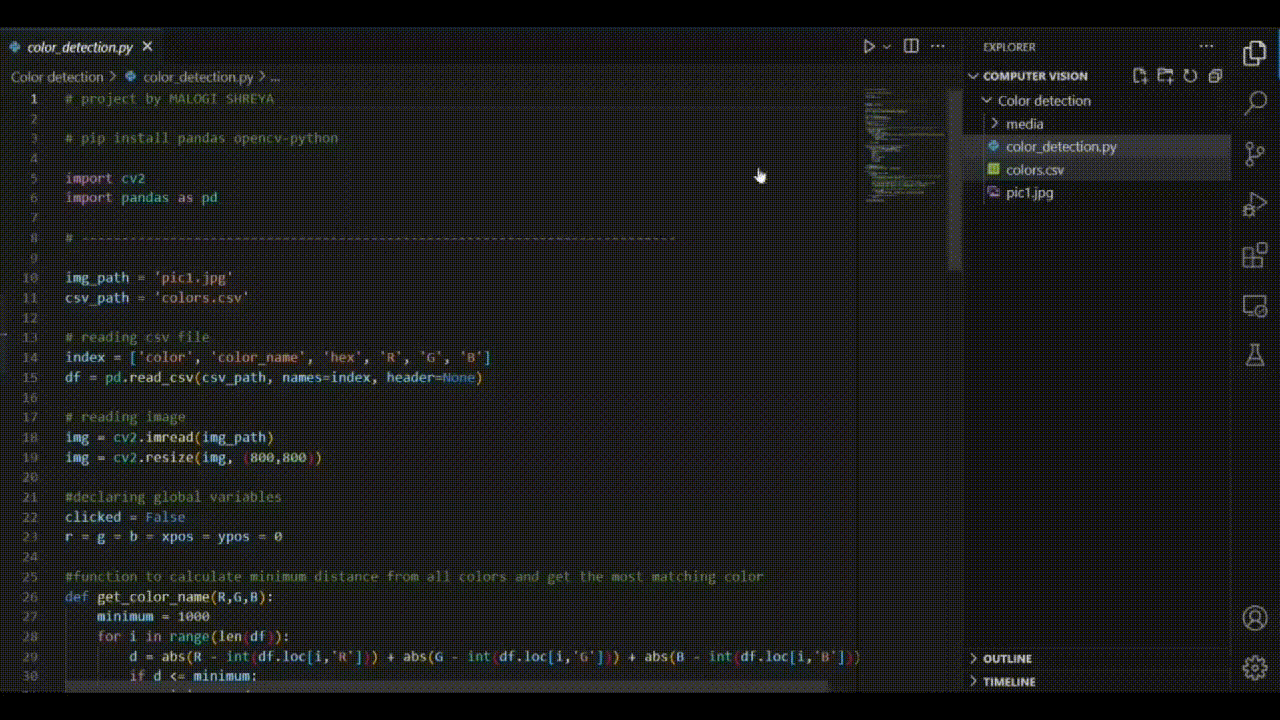 color_detection.py
Color detection > color_detection.py > ...
1 # project by MALOGI SHREYA
2
3 # pip install pandas opencv-python
4
5 import cv2
6 import pandas as pd
7
8 # --------------------------------------------------------------------------
9
10 img_path = 'pic1.jpg'
11 csv_path = 'colors.csv'
12
13 # reading csv file
14 index = ['color', 'color_name', 'hex', 'R', 'G', 'B']
15 df = pd.read_csv(csv_path, names=index, header=None)
16
17 # reading image
18 img = cv2.imread(img_path)
19 img = cv2.resize(img, (800,800))
20
21 #declaring global variables
22 clicked = False
23 r = g = b = xpos = ypos = 0
24
25 #function to calculate minimum distance from all colors and get the most matching color
26 def get_color_name(R,G,B):
27 minimum = 1000
28 for i in range(len(df)):
29 d = abs(R - int(df.loc[i,'R'])) + abs(G - int(df.loc[i,'G'])) + abs(B - int(df.loc[i,'B']))
30 if d <= minimum:
EXPLORER
COMPUTER VISION
Color detection
media
color_detection.py
colors.csv
pic1.jpg
OUTLINE
TIMELINE